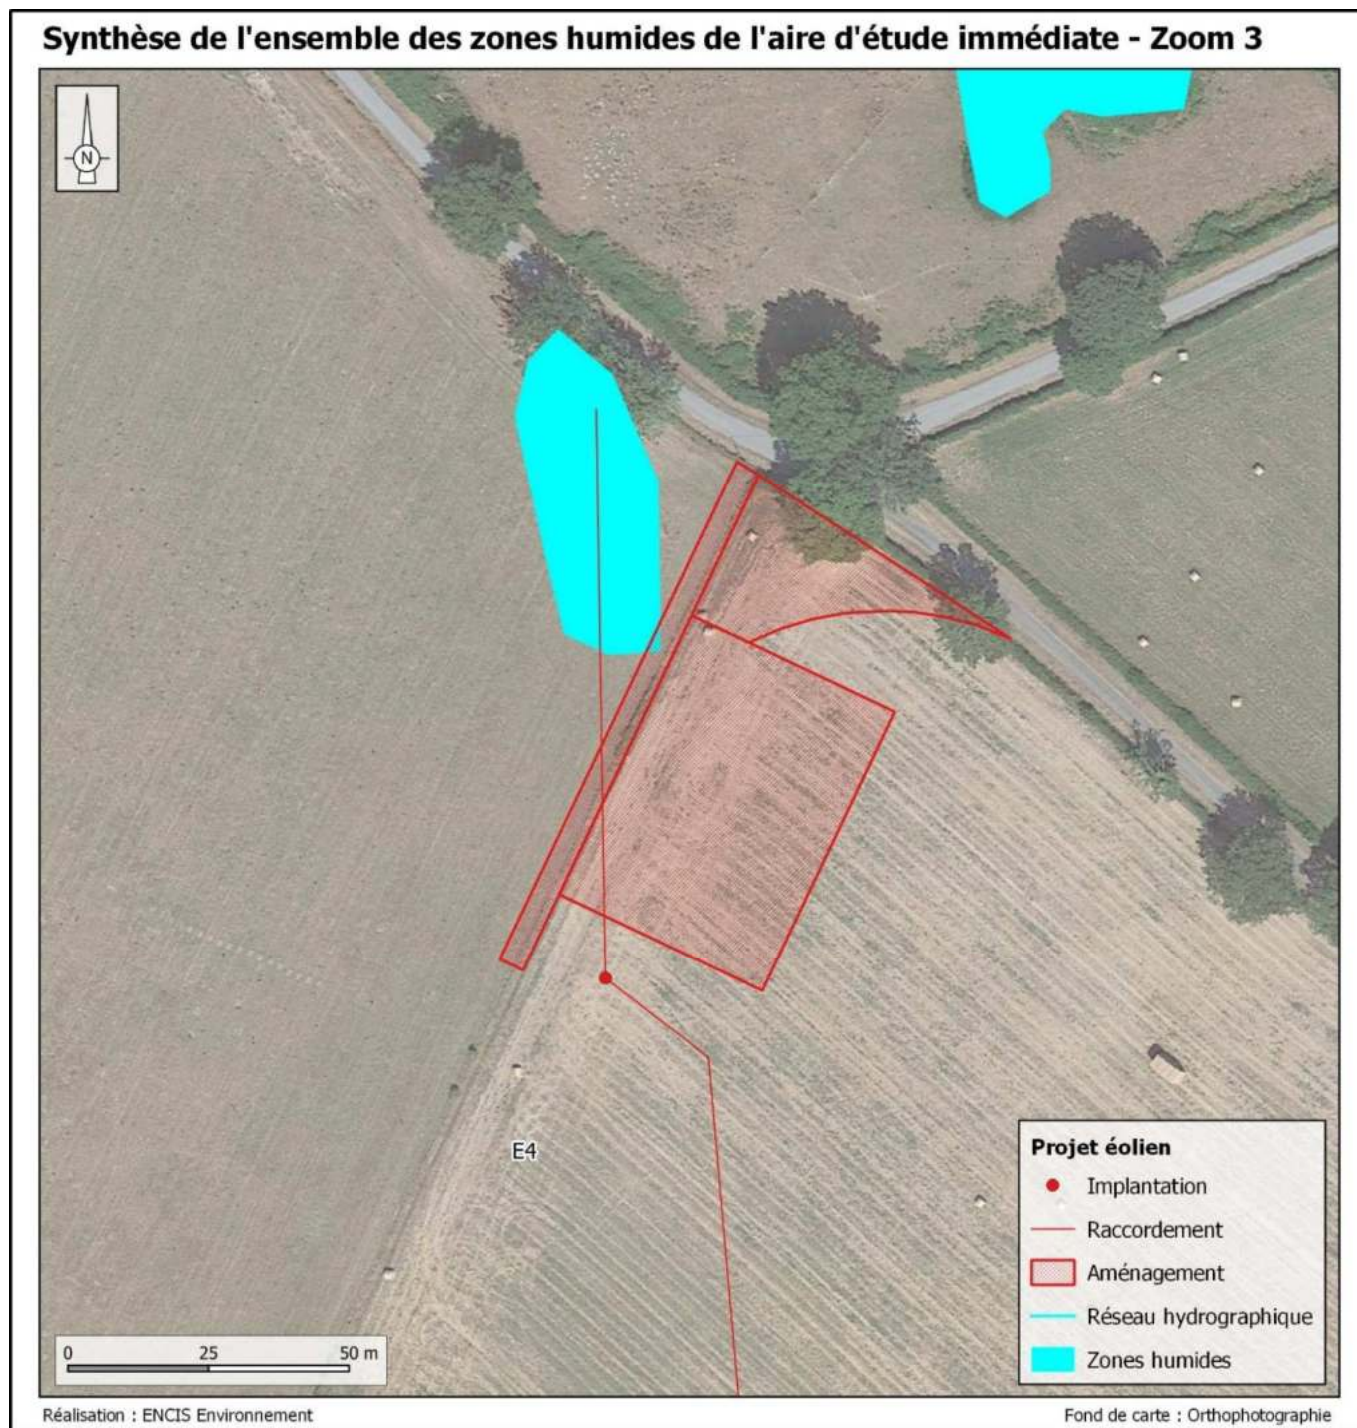 Synthèse de l'ensemble des zones humides de l'aire d'étude immédiate - Zoom 3
N
E4
Projet éolien
Implantation
Raccordement
Aménagement
Réseau hydrographique
Zones humides
0 25 50 m
Réalisation : ENCIS Environnement
Fond de carte : Orthophotographie